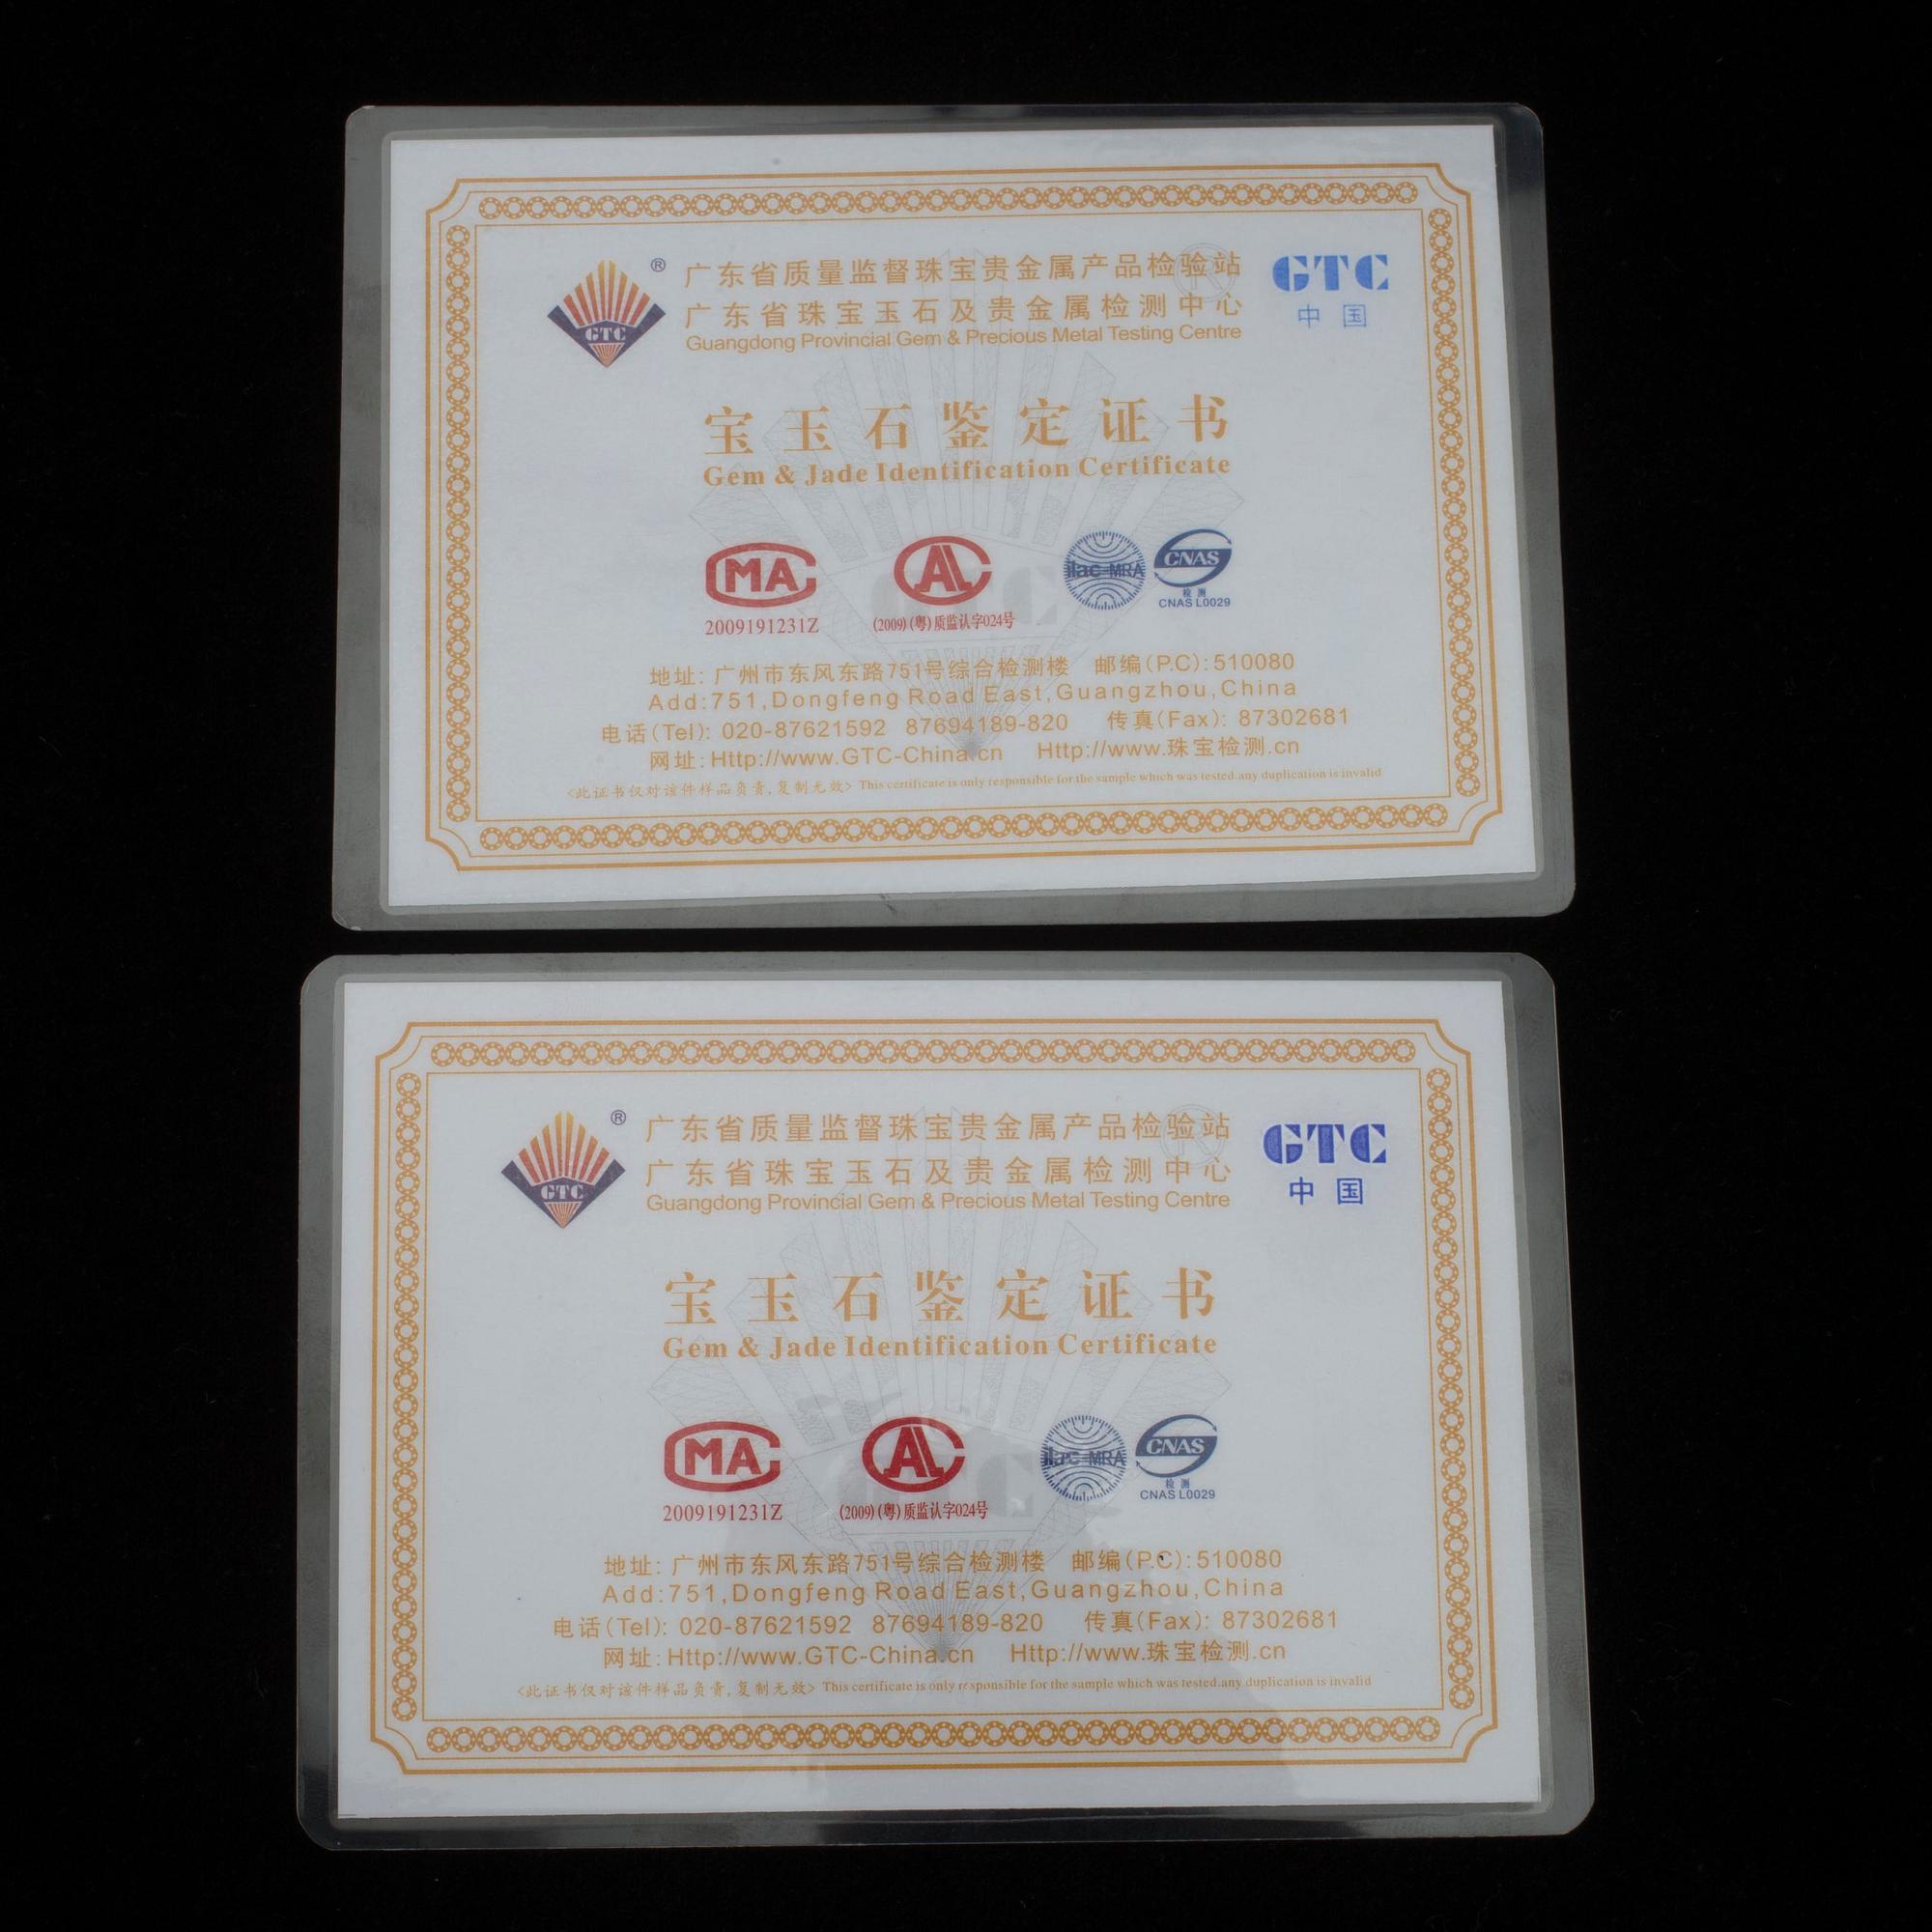 ®
广东省质量监督珠宝贵金属产品检验站
GTC
广东省珠宝玉石及贵金属检测中心
中国
GTC
Guangdong Provincial Gem & Precious Metal Testing Centre
宝玉石鉴定证书
Gem & Jade Identification Certificate
MA
AL
ilac-MRA
CNAS
检测
CNAS L0029
2009191231Z
(2009)(粤)质监认字024号
地址: 广州市东风东路751号综合检测楼 邮编(P.C):510080
Add:751,Dongfeng Road East,Guangzhou,China
电话(Tel): 020-87621592 87694189-820 传真(Fax): 87302681
网址:Http://www.GTC-China.cn Http://www.珠宝检测.cn
<此证书仅对该件样品负责,复制无效> This certificate is only responsible for the sample which was tested.any duplication is invalid
®
广东省质量监督珠宝贵金属产品检验站
GTC
广东省珠宝玉石及贵金属检测中心
中国
GTC
Guangdong Provincial Gem & Precious Metal Testing Centre
宝玉石鉴定证书
Gem & Jade Identification Certificate
MA
AL
ilac-MRA
CNAS
检测
CNAS L0029
2009191231Z
(2009)(粤)质监认字024号
地址: 广州市东风东路751号综合检测楼 邮编(P.C):510080
Add:751,Dongfeng Road East,Guangzhou,China
电话(Tel): 020-87621592 87694189-820 传真(Fax): 87302681
网址:Http://www.GTC-China.cn Http://www.珠宝检测.cn
<此证书仅对该件样品负责,复制无效> This certificate is only responsible for the sample which was tested.any duplication is invalid